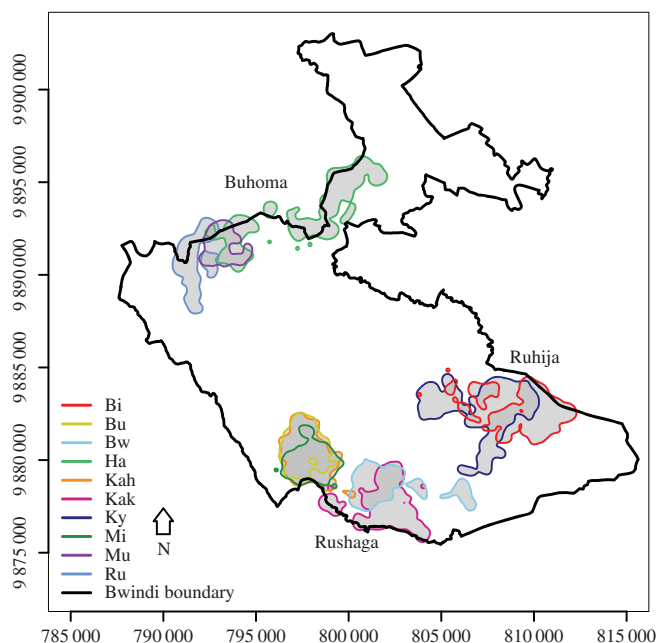 9 900 000
9 895 000
9 890 000
9 885 000
9 880 000
9 875 000
Buhoma
Ruhija
Rushaga
Bi
Bu
Bw
Ha
Kah
Kak
Ky
Mi
Mu
Ru
Bwindi boundary
N
785 000 790 000 795 000 800 000 805 000 810 000 815 000